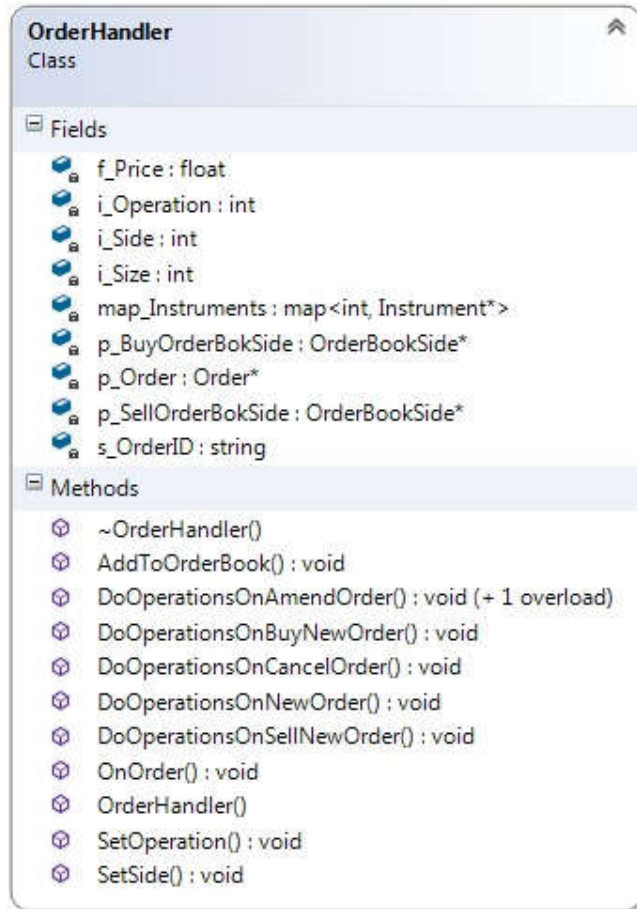 OrderHandler
Class
Fields
f_Price : float
i_Operation : int
i_Side : int
i_Size : int
map_Instruments : map<int, Instrument*>
p_BuyOrderBokSide : OrderBookSide*
p_Order : Order*
p_SellOrderBokSide : OrderBookSide*
s_OrderID : string
Methods
~OrderHandler()
AddToOrderBook() : void
DoOperationsOnAmendOrder() : void (+ 1 overload)
DoOperationsOnBuyNewOrder() : void
DoOperationsOnCancelOrder() : void
DoOperationsOnNewOrder() : void
DoOperationsOnSellNewOrder() : void
OnOrder() : void
OrderHandler()
SetOperation() : void
SetSide() : void